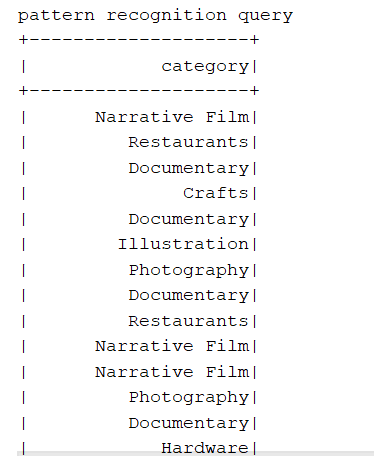 pattern recognition query
+--------------------+
|            category|
+--------------------+
|      Narrative Film|
|         Restaurants|
|         Documentary|
|              Crafts|
|         Documentary|
|        Illustration|
|         Photography|
|         Documentary|
|         Restaurants|
|      Narrative Film|
|      Narrative Film|
|         Photography|
|         Documentary|
|            Hardware|